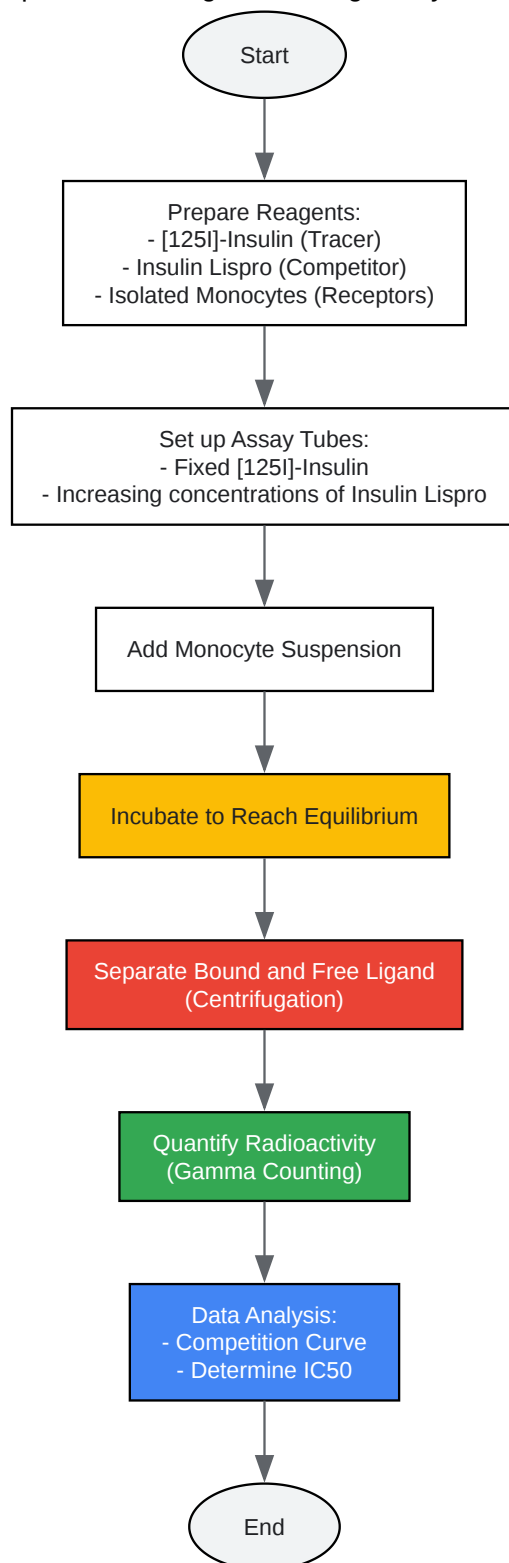 Start
Prepare Reagents:
- [125I]-Insulin (Tracer)
- Insulin Lispro (Competitor)
- Isolated Monocytes (Receptors)
Set up Assay Tubes:
- Fixed [125I]-Insulin
- Increasing concentrations of Insulin Lispro
Add Monocyte Suspension
Incubate to Reach Equilibrium
Separate Bound and Free Ligand
(Centrifugation)
Quantify Radioactivity
(Gamma Counting)
Data Analysis:
- Competition Curve
- Determine IC50
End